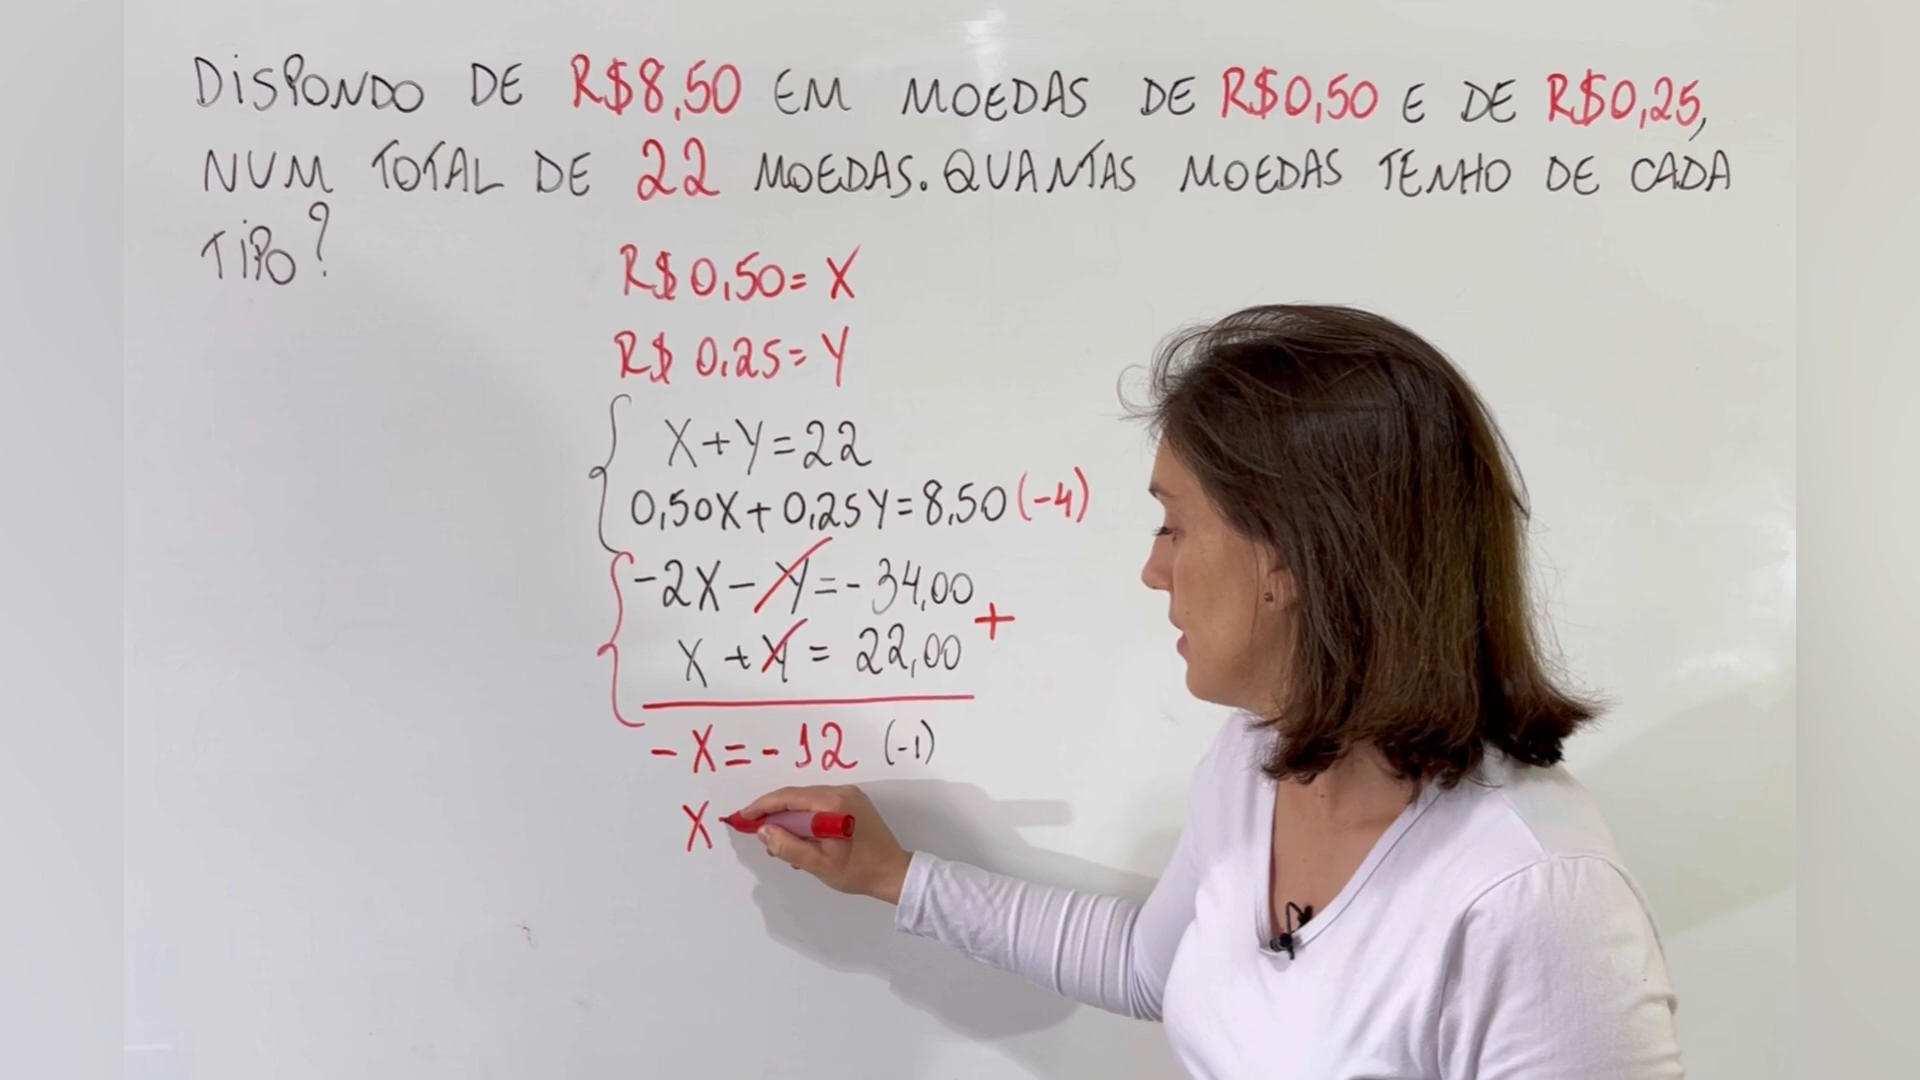 DISPONDO DE R$8,50 EM MOEDAS DE R$0,50 E DE R$0,25,
NUM TOTAL DE 22 MOEDAS. QUANTAS MOEDAS TENHO DE CADA
TIPO?
R$ 0,50 = X
R$ 0,25 = Y
X + Y = 22
0,50X + 0,25Y = 8,50 (-4)
-2X - Y = - 34,00
+
X + Y = 22,00
- X = - 12 (-1)
X